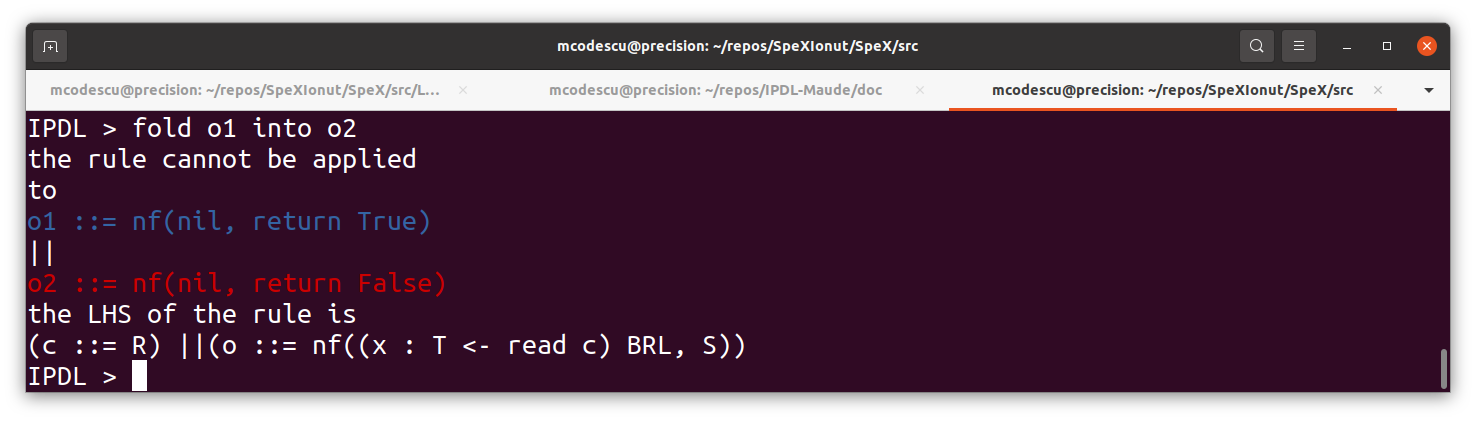 mcodescu@precision: ~/repos/SpeXIonut/SpeX/src
mcodescu@precision: ~/repos/SpeXIonut/SpeX/src/L...
mcodescu@precision: ~/repos/IPDL-Maude/doc
mcodescu@precision: ~/repos/SpeXIonut/SpeX/src
IPDL > fold o1 into o2
the rule cannot be applied
to
o1 ::= nf(nil, return True)
||
o2 ::= nf(nil, return False)
the LHS of the rule is
(c ::= R) ||(o ::= nf((x : T <- read c) BRL, S))
IPDL >